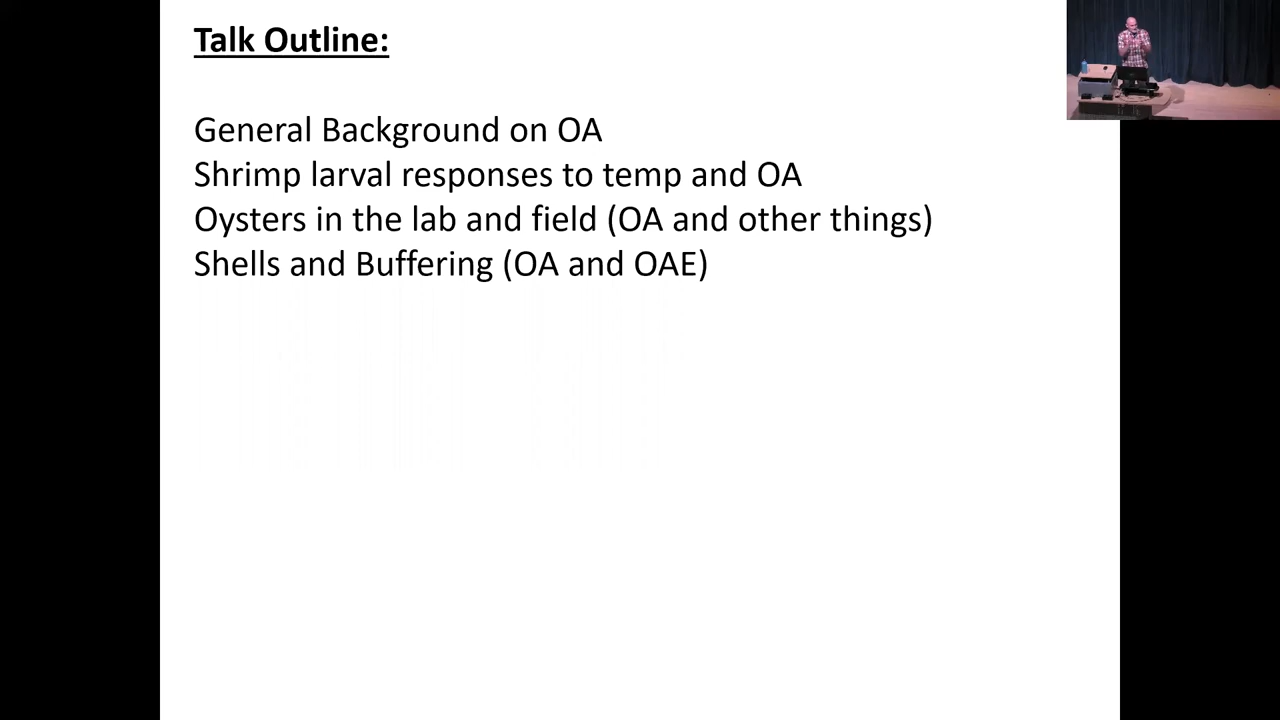 Talk Outline:
General Background on OA
Shrimp larval responses to temp and OA
Oysters in the lab and field (OA and other things)
Shells and Buffering (OA and OAE)